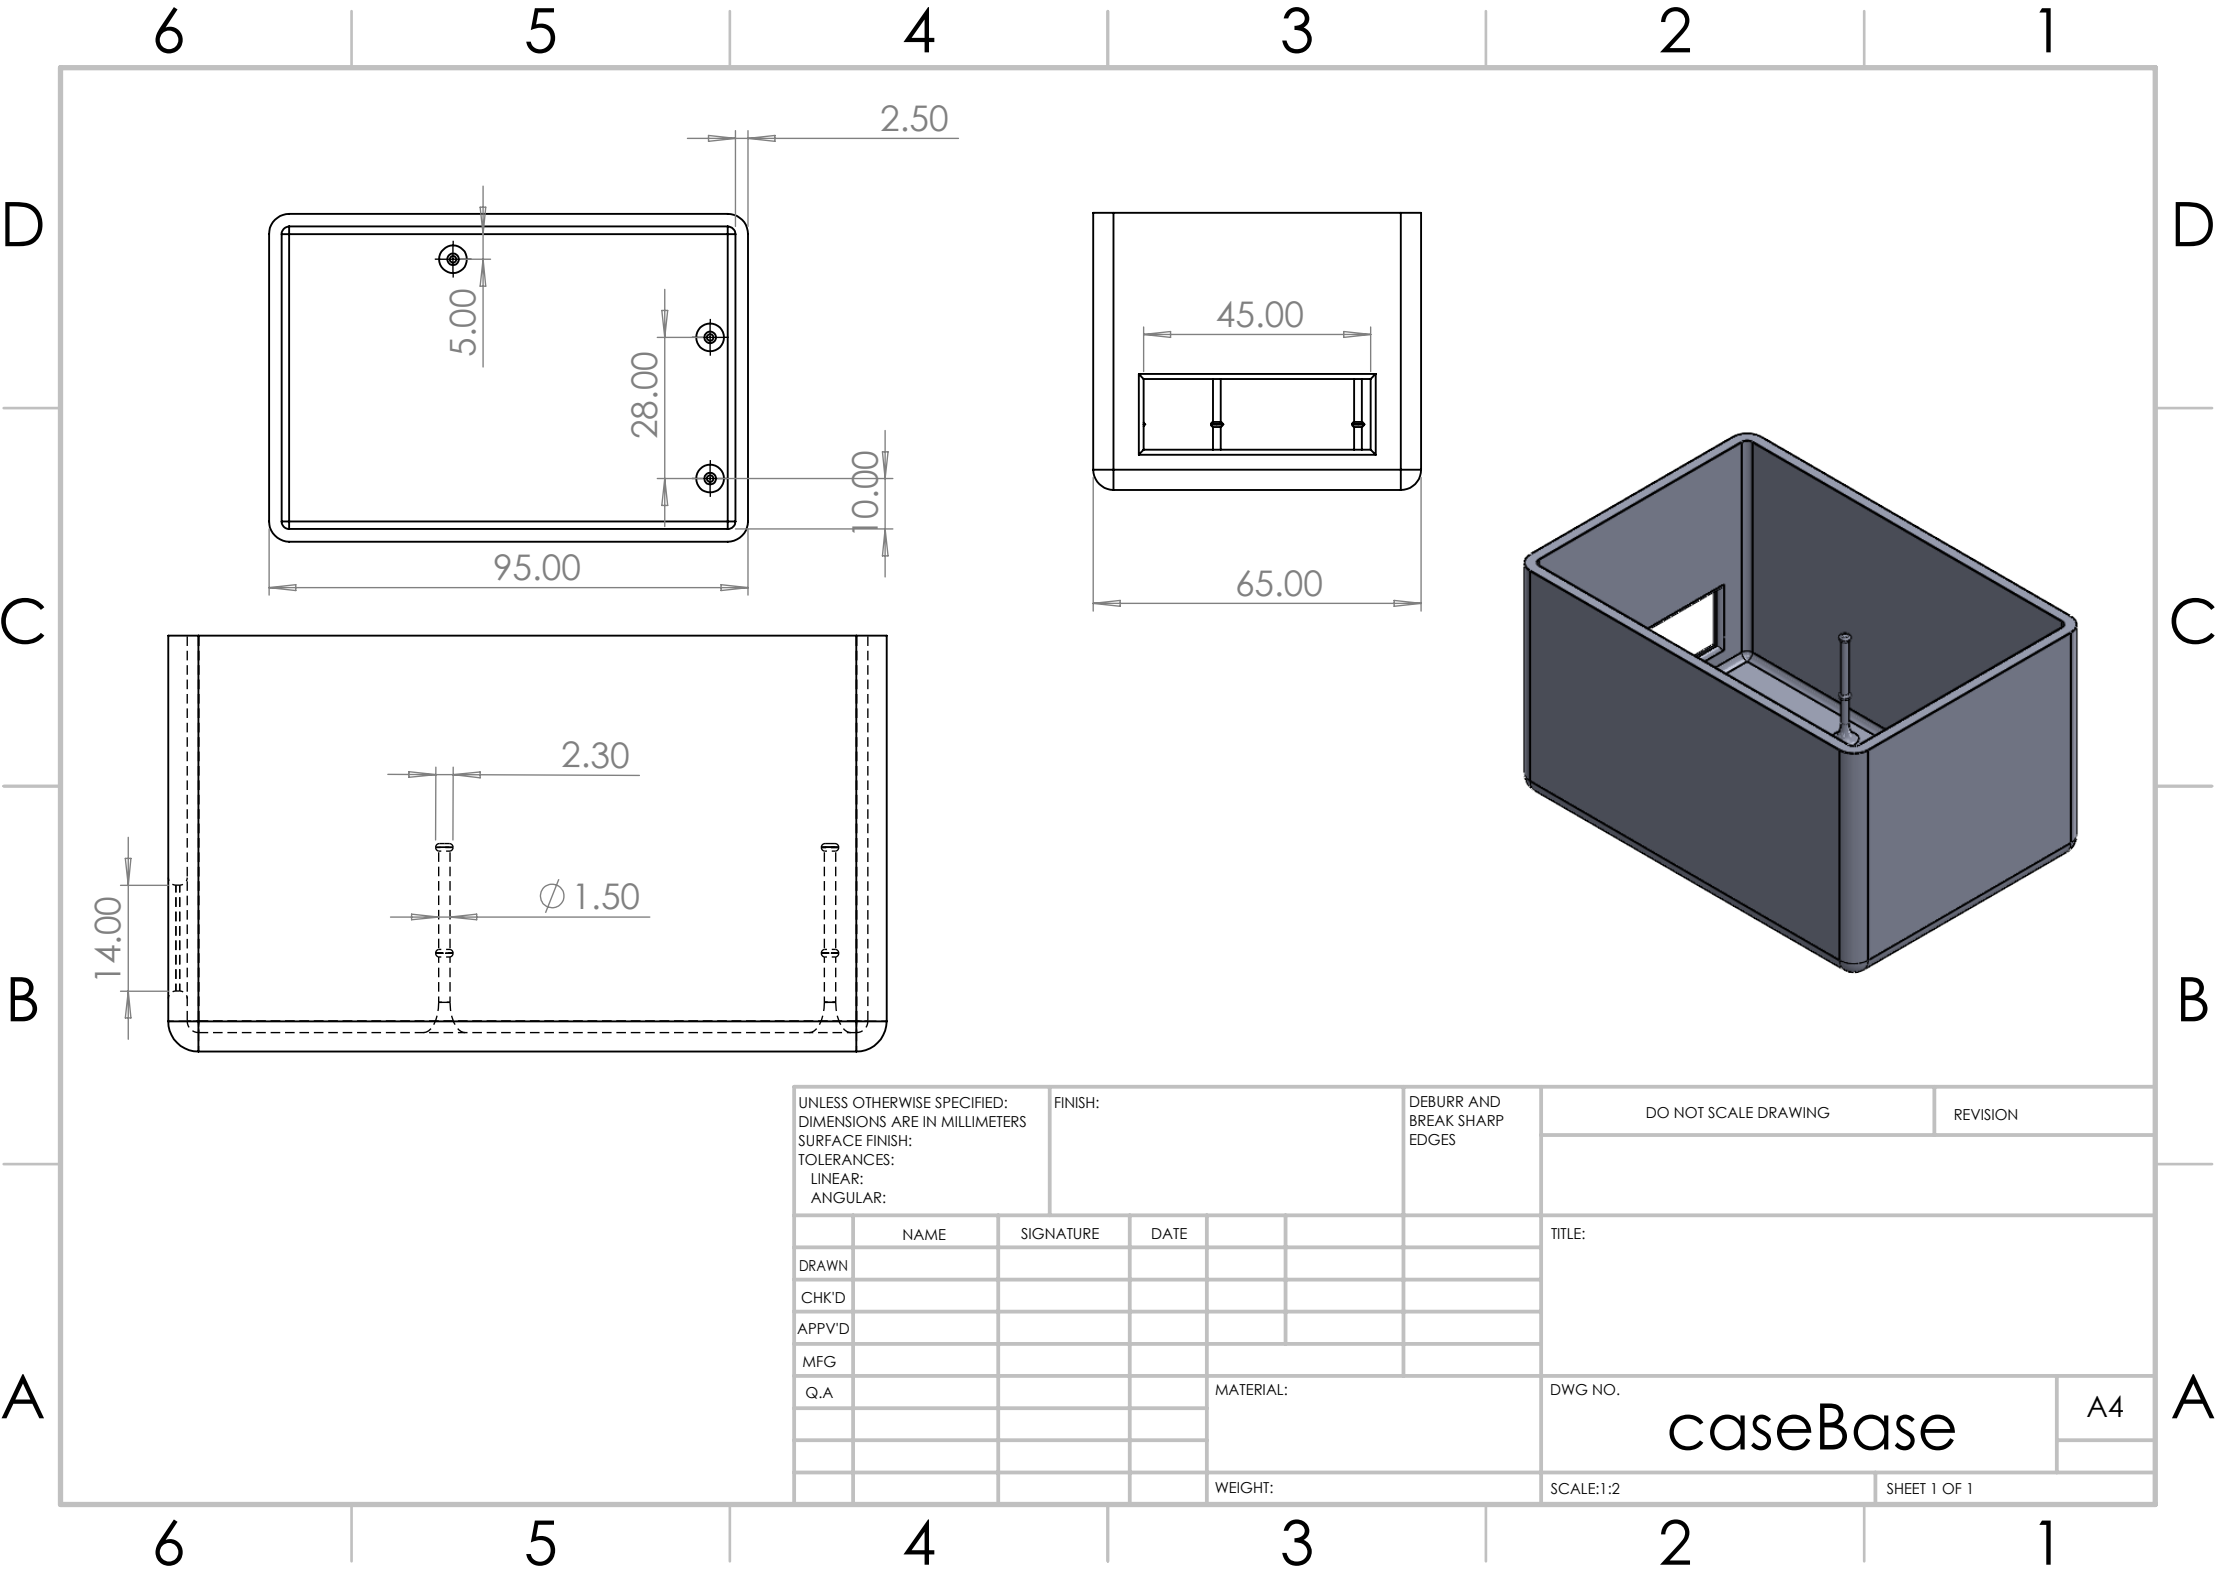 6 5 4 3 2 1
D D
2.50
5.00
28.00
10.00
95.00
45.00
65.00
C C
2.30
Ø1.50
14.00
B B
UNLESS OTHERWISE SPECIFIED:
DIMENSIONS ARE IN MILLIMETERS
SURFACE FINISH:
TOLERANCES:
LINEAR:
ANGULAR:
FINISH:
DEBURR AND
BREAK SHARP
EDGES
DO NOT SCALE DRAWING
REVISION
NAME SIGNATURE DATE
DRAWN
CHK'D
APPV'D
MFG
Q.A
TITLE:
MATERIAL:
DWG NO.
caseBase
A4
WEIGHT:
SCALE:1:2
SHEET 1 OF 1
A A
6 5 4 3 2 1